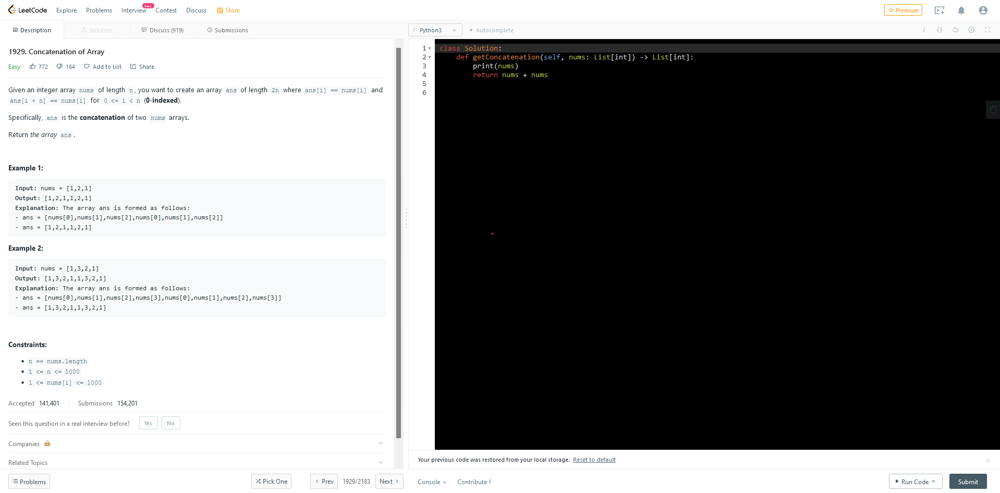 LeetCode Explore Problems Interview New Contest Discuss Store Premium
Description Solution Discuss (919) Submissions
i Python3 Autocomplete i {}
1929. Concatenation of Array
Easy 772 164 Add to List Share
Given an integer array nums of length n, you want to create an array ans of length 2n where ans[i] == nums[i] and
ans[i + n] == nums[i] for 0 <= i < n (0-indexed).
Specifically, ans is the concatenation of two nums arrays.
Return the array ans.
Example 1:
Input: nums = [1,2,1]
Output: [1,2,1,1,2,1]
Explanation: The array ans is formed as follows:
- ans = [nums[0],nums[1],nums[2],nums[0],nums[1],nums[2]]
- ans = [1,2,1,1,2,1]
Example 2:
Input: nums = [1,3,2,1]
Output: [1,3,2,1,1,3,2,1]
Explanation: The array ans is formed as follows:
- ans = [nums[0],nums[1],nums[2],nums[3],nums[0],nums[1],nums[2],nums[3]]
- ans = [1,3,2,1,1,3,2,1]
Constraints:
• n == nums.length
• 1 <= n <= 1000
• 1 <= nums[i] <= 1000
Accepted 141,401 Submissions 154,201
Seen this question in a real interview before? Yes No
Companies
Related Topics
Problems Pick One < Prev 1929/2183 Next >
1 class Solution:
2 def getConcatenation(self, nums: List[int]) -> List[int]:
3 print(nums)
4 return nums + nums
5
6
Your previous code was restored from your local storage. Reset to default
Console Contribute i Run Code Submit